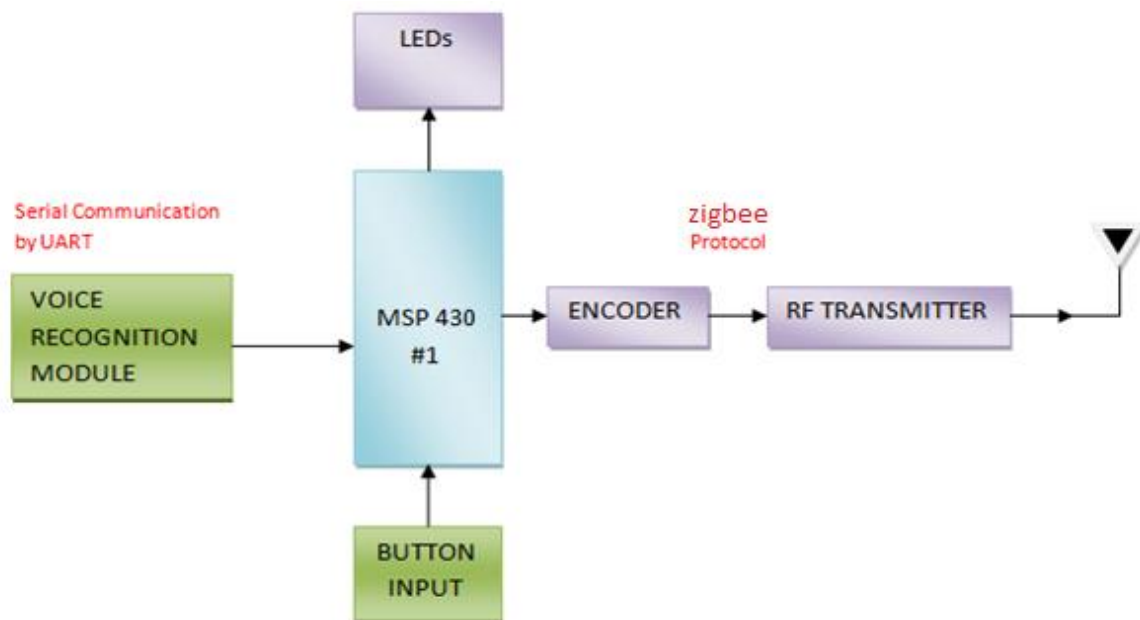 LEDs
Serial Communication
by UART
zigbee
Protocol
VOICE
RECOGNITION
MODULE
MSP 430
#1
ENCODER
RF TRANSMITTER
BUTTON
INPUT